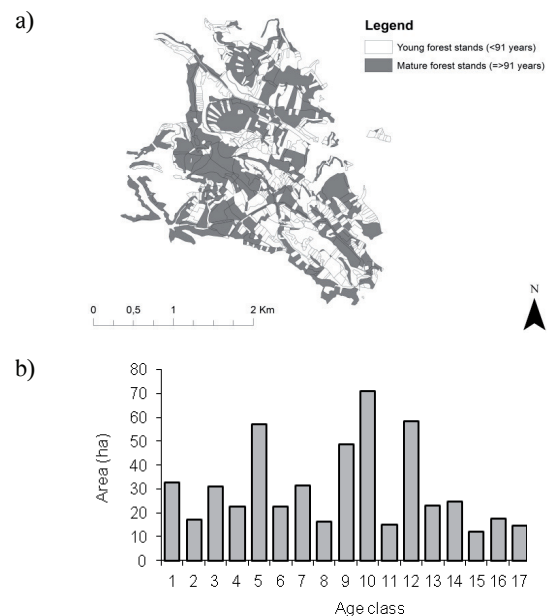 a)
Legend
Young forest stands (<91 years)
Mature forest stands (=>91 years)
0 0,5 1 2 Km
N
b)
80
70
60
50
40
30
20
10
0
Area (ha)
1 2 3 4 5 6 7 8 9 10 11 12 13 14 15 16 17
Age class